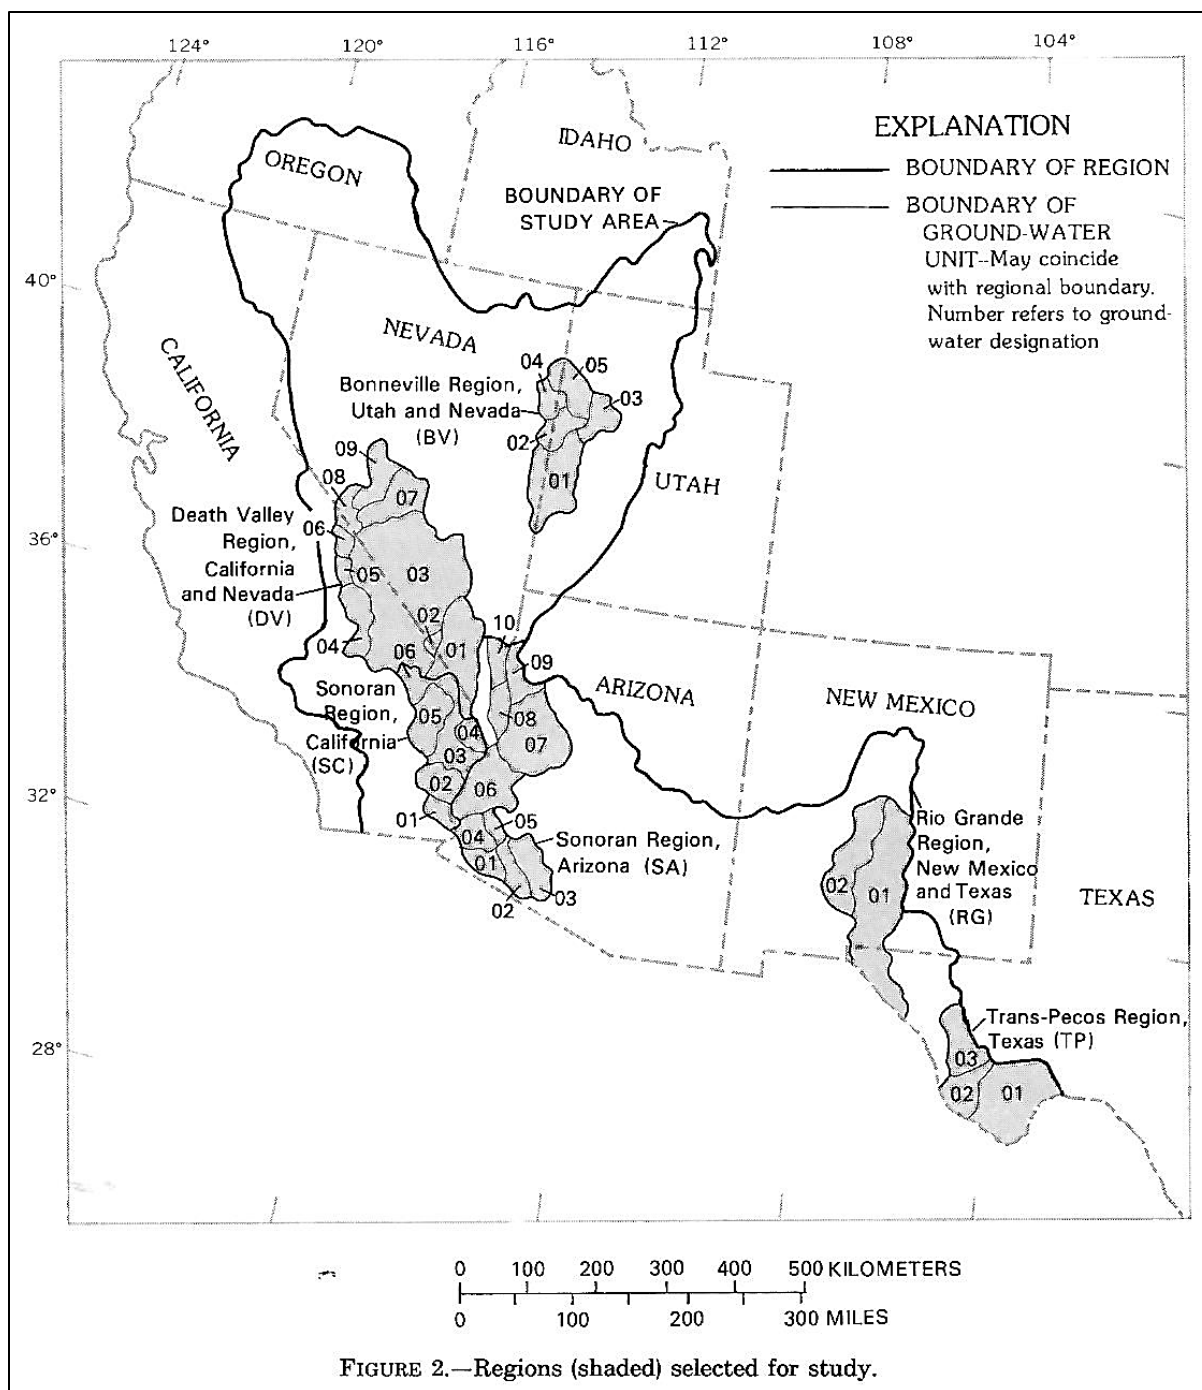 124° 120° 116° 112° 108° 104°
IDAHO
EXPLANATION
OREGON
BOUNDARY OF REGION
BOUNDARY OF
STUDY AREA
BOUNDARY OF
GROUND-WATER
UNIT--May coincide
with regional boundary.
Number refers to ground-
water designation
40°
NEVADA
CALIFORNIA
04 05
Bonneville Region,
Utah and Nevada
(BV)
03
02
01
UTAH
09
08
07
Death Valley
Region,
California
and Nevada
(DV)
06
36°
05
03
02
01
04
06
10
09
Sonoran
Region,
California
(SC)
05
04
03
02
01
08
07
ARIZONA
NEW MEXICO
32°
06
05
04
01
02
03
Sonoran Region,
Arizona (SA)
Rio Grande
Region,
New Mexico
and Texas
(RG)
02
01
TEXAS
28°
Trans-Pecos Region,
Texas (TP)
03
02
01
0 100 200 300 400 500 KILOMETERS
0 100 200 300 MILES
FIGURE 2.—Regions (shaded) selected for study.